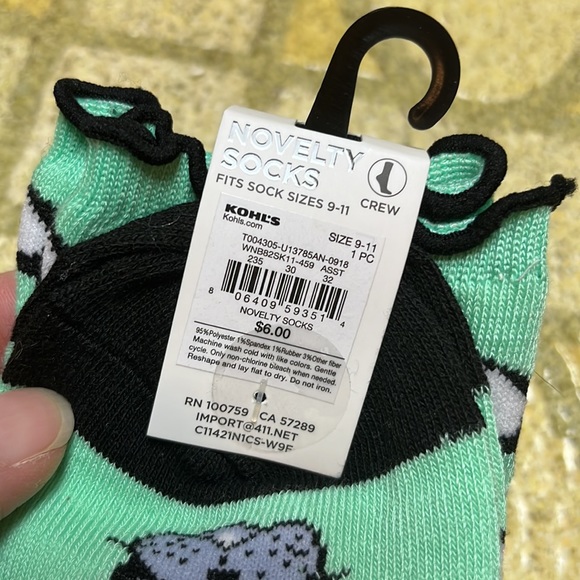 NOVELTY
SOCKS
FITS SOCK SIZES 9-11
CREW
KOHL'S
Kohls.com
SIZE 9-11
1 PC
T004305-U13785AN-0918
WNB82SK11-459 ASST
235 30 32
8 06409 59351 4
NOVELTY SOCKS
$6.00
95%Polyester 1%Spandex 1%Rubber 3%Other fiber
Machine wash cold with like colors. Gentle
cycle. Only non-chlorine bleach when needed.
Reshape and lay flat to dry. Do not iron.
RN 100759 CA 57289
IMPORT@411.NET
C11421N1CS-W9F